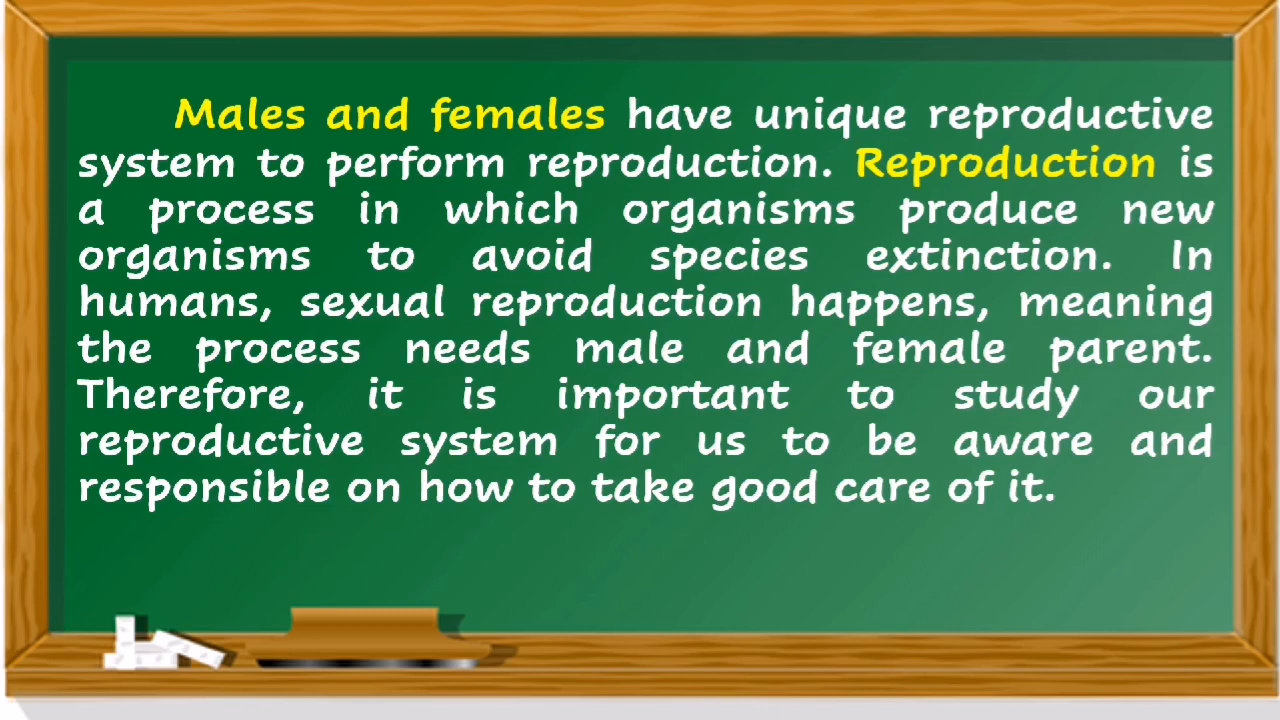 Males and females have unique reproductive
system to perform reproduction. Reproduction is
a process in which organisms produce new
organisms to avoid species extinction. In
humans, sexual reproduction happens, meaning
the process needs male and female parent.
Therefore, it is important to study our
reproductive system for us to be aware and
responsible on how to take good care of it.